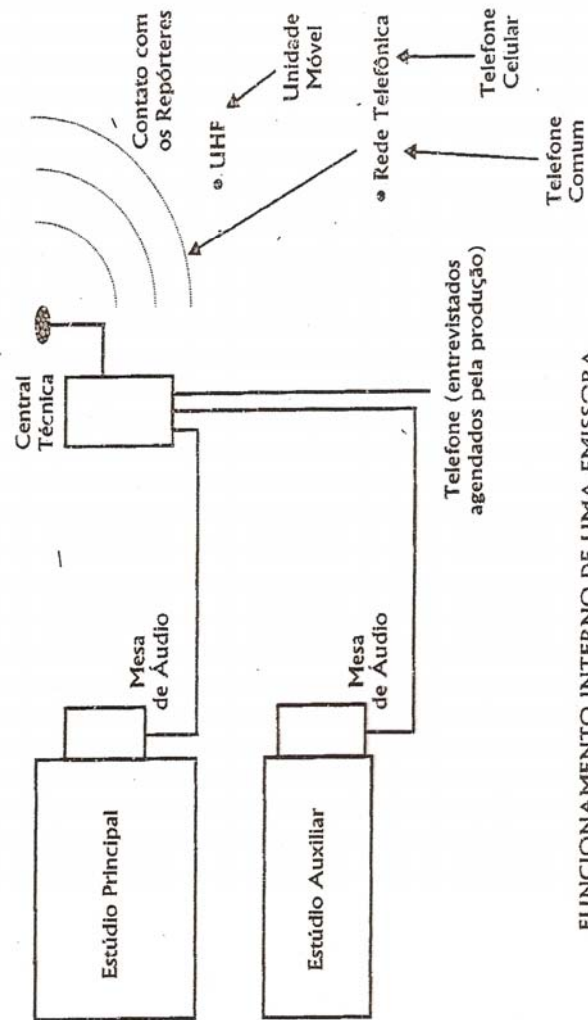 Estúdio Principal
Mesa
de Áudio
Central
Técnica
Contato com
os Repórteres
UHF
Unidade
Móvel
Rede Telefônica
Telefone
Celular
Telefone
Comum
Estúdio Auxiliar
Mesa
de Áudio
Telefone (entrevistados
agendados pela produção)
FUNCIONAMENTO INTERNO DE UMA EMISSORA